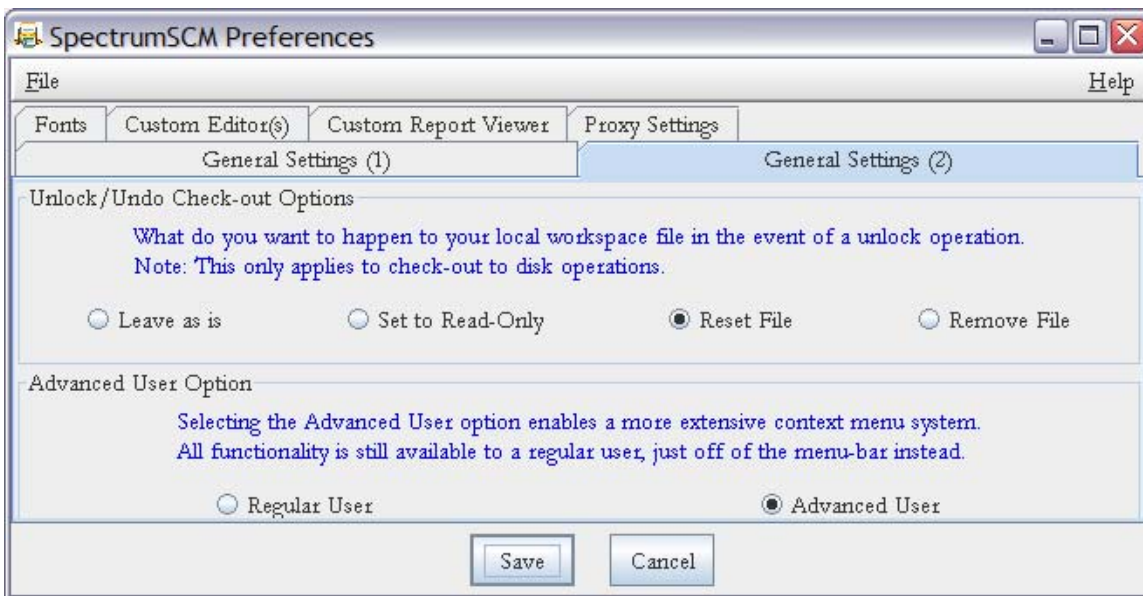 SpectrumSCM Preferences
File Help
Fonts Custom Editor(s) Custom Report Viewer Proxy Settings
General Settings (1) General Settings (2)
Unlock/Undo Check-out Options
What do you want to happen to your local workspace file in the event of a unlock operation.
Note: This only applies to check-out to disk operations.
Leave as is Set to Read-Only Reset File Remove File
Advanced User Option
Selecting the Advanced User option enables a more extensive context menu system.
All functionality is still available to a regular user, just off of the menu-bar instead.
Regular User Advanced User
Save Cancel